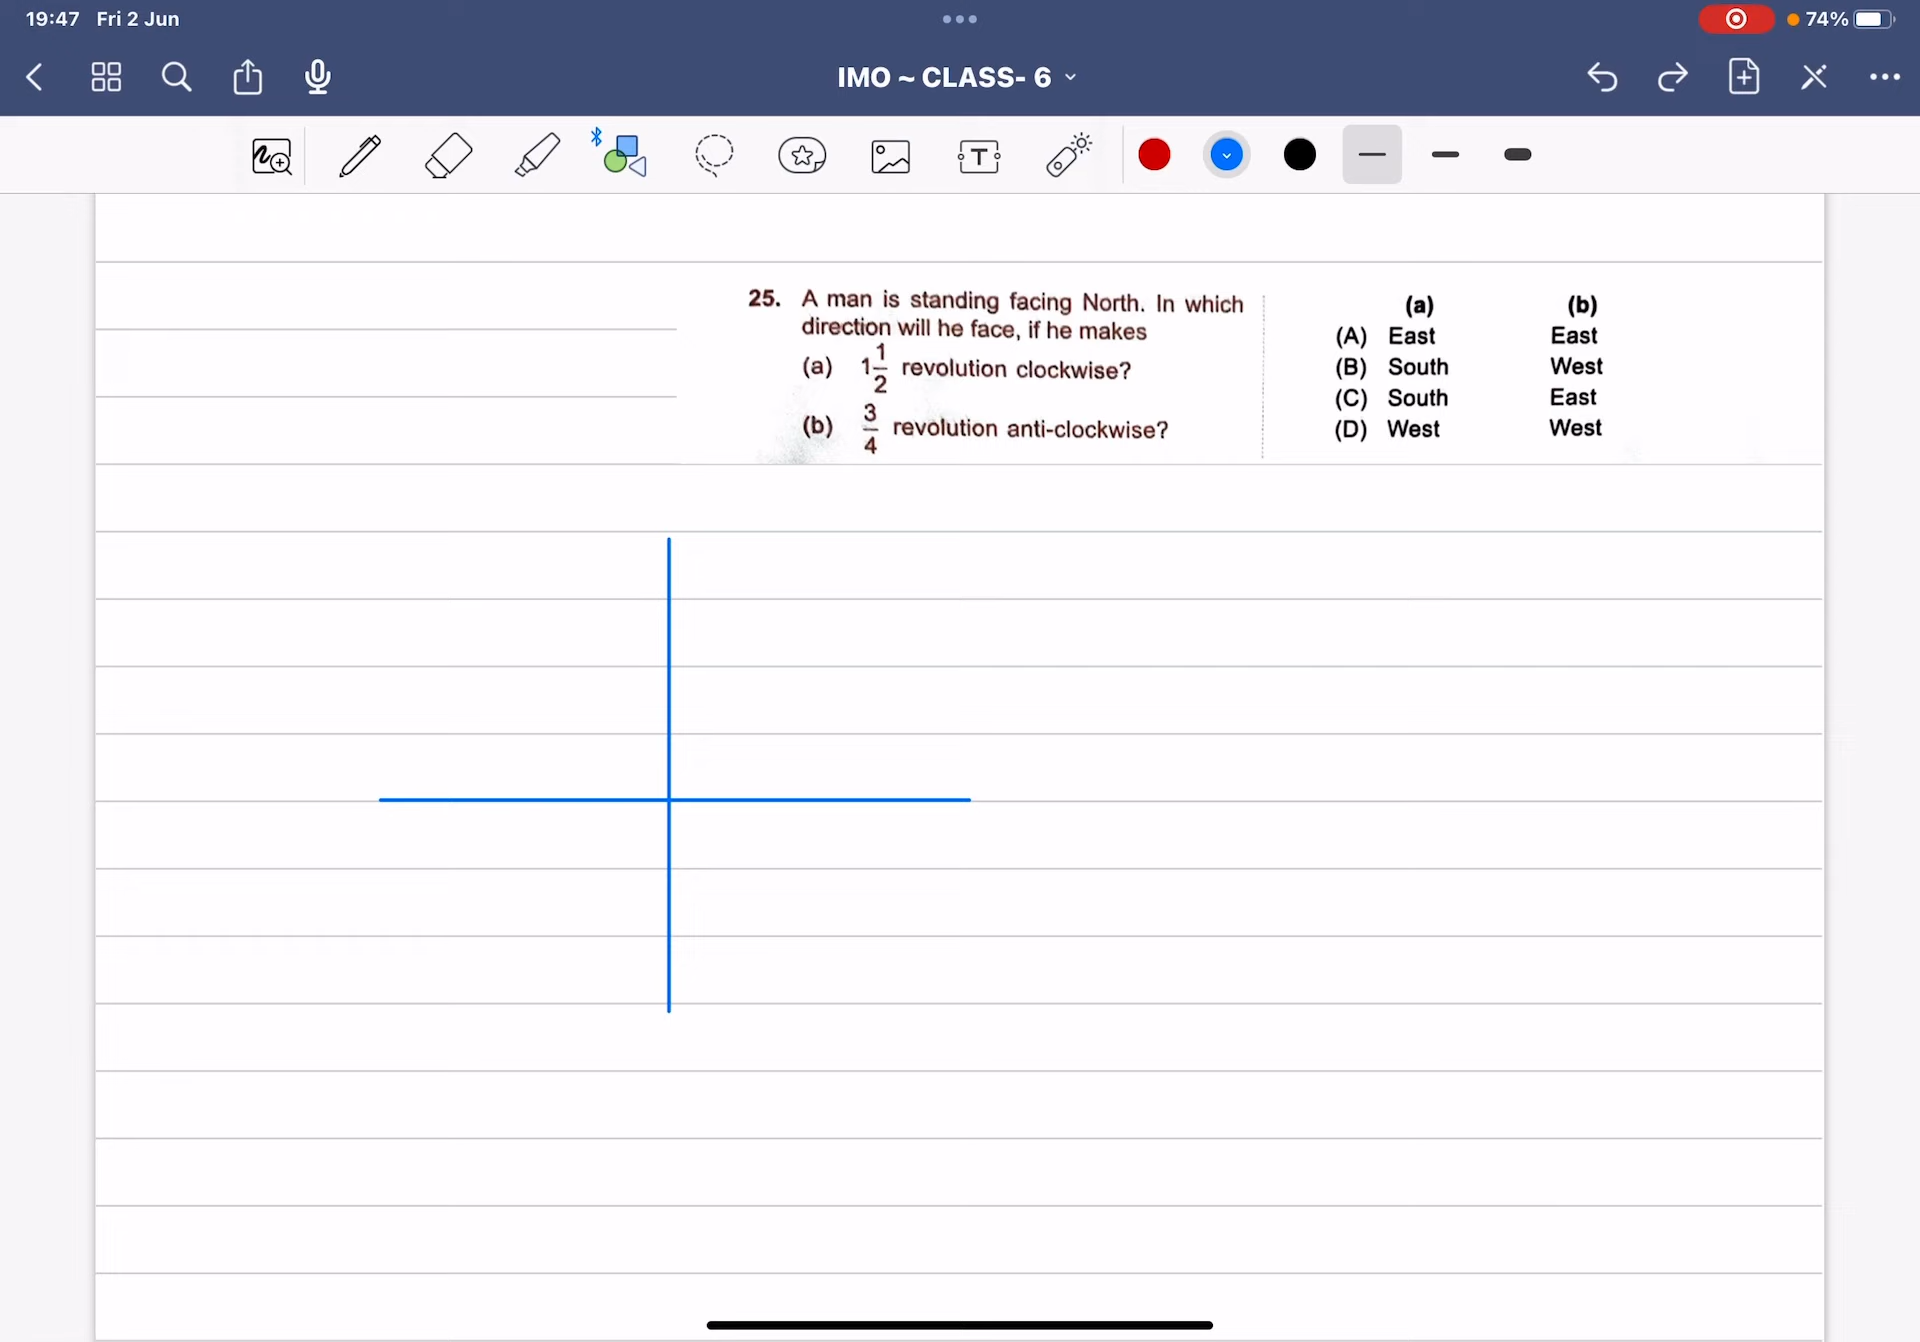 19:47 Fri 2 Jun
74%
IMO ~ CLASS- 6
T
25. A man is standing facing North. In which
direction will he face, if he makes
(a) 1 1/2 revolution clockwise?
(b) 3/4 revolution anti-clockwise?
(a) (b)
(A) East East
(B) South West
(C) South East
(D) West West